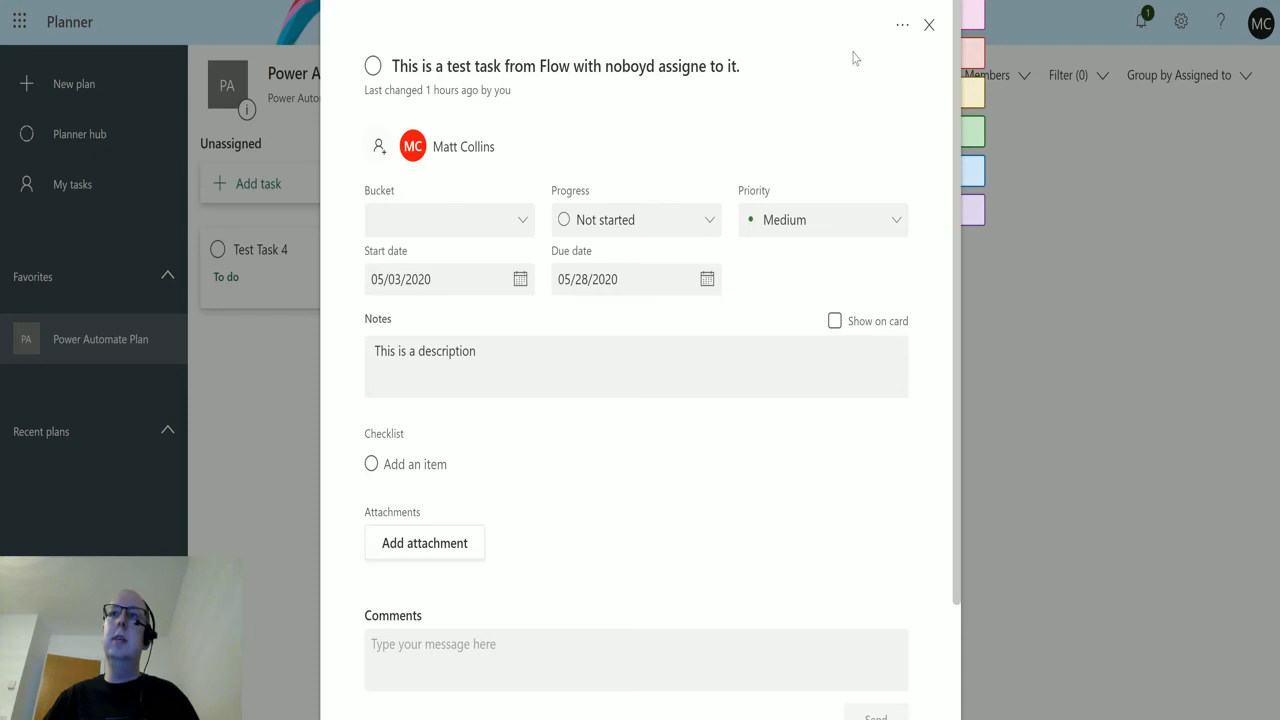 Planner
1
MC
New plan
Planner hub
My tasks
Favorites
PA
Power Automate Plan
Recent plans
PA
Power A
Power Auto
Unassigned
Add task
Test Task 4
To do
This is a test task from Flow with noboyd assigne to it.
Last changed 1 hours ago by you
MC Matt Collins
Bucket Progress Priority
Not started Medium
Start date Due date
05/03/2020 05/28/2020
Notes Show on card
This is a description
Checklist
Add an item
Attachments
Add attachment
Comments
Type your message here
Send
Members Filter (0) Group by Assigned to